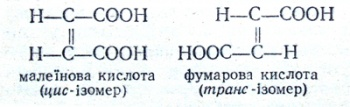 H—C—COOH H—C—COOH
|| ||
H—C—COOH HOOC—C—H
малеїнова кислота фумарова кислота
(цис-ізомер) (транс-ізомер)